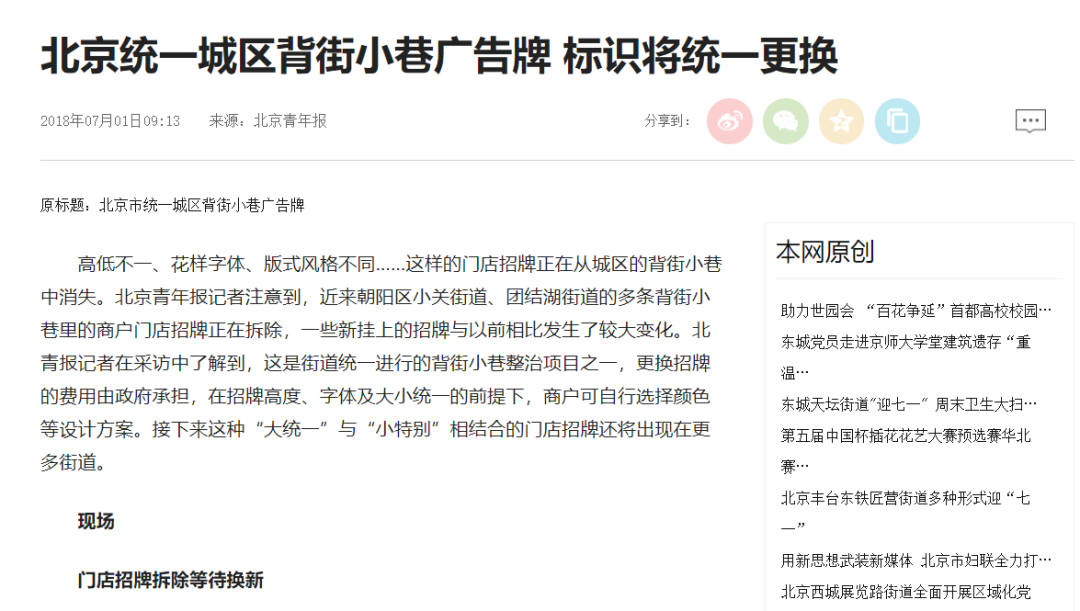 北京统一城区背街小巷广告牌 标识将统一更换
2018年07月01日09:13 来源：北京青年报
分享到：
原标题：北京市统一城区背街小巷广告牌
高低不一、花样字体、版式风格不同……这样的门店招牌正在从城区的背街小巷
中消失。北京青年报记者注意到，近来朝阳区小关街道、团结湖街道的多条背街小
巷里的商户门店招牌正在拆除，一些新挂上的招牌与以前相比发生了较大变化。北
青报记者在采访中了解到，这是街道统一进行的背街小巷整治项目之一，更换招牌
的费用由政府承担，在招牌高度、字体及大小统一的前提下，商户可自行选择颜色
等设计方案。接下来这种“大统一”与“小特别”相结合的门店招牌还将出现在更
多街道。
现场
门店招牌拆除等待换新
本网原创
助力世园会 “百花争延”首都高校校园…
东城党员走进京师大学堂建筑遗存“重
温…
东城天坛街道"迎七一" 周末卫生大扫…
第五届中国杯插花花艺大赛预选赛华北
赛…
北京丰台东铁匠营街道多种形式迎“七
一”
用新思想武装新媒体 北京市妇联全力打…
北京西城展览路街道全面开展区域化党